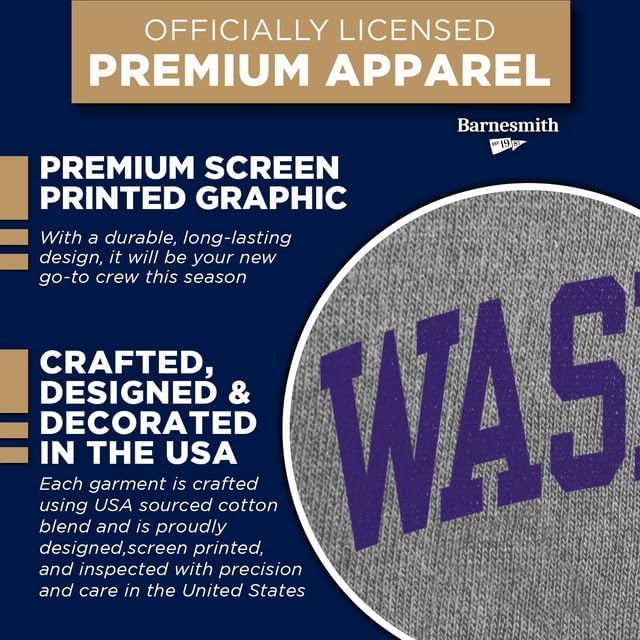 OFFICIALLY LICENSED
PREMIUM APPAREL
Barnesmith
PREMIUM SCREEN
PRINTED GRAPHIC
With a durable, long-lasting
design, it will be your new
go-to crew this season
WAS
CRAFTED,
DESIGNED &
DECORATED
IN THE USA
Each garment is crafted
using USA sourced cotton
blend and is proudly
designed,screen printed,
and inspected with precision
and care in the United States